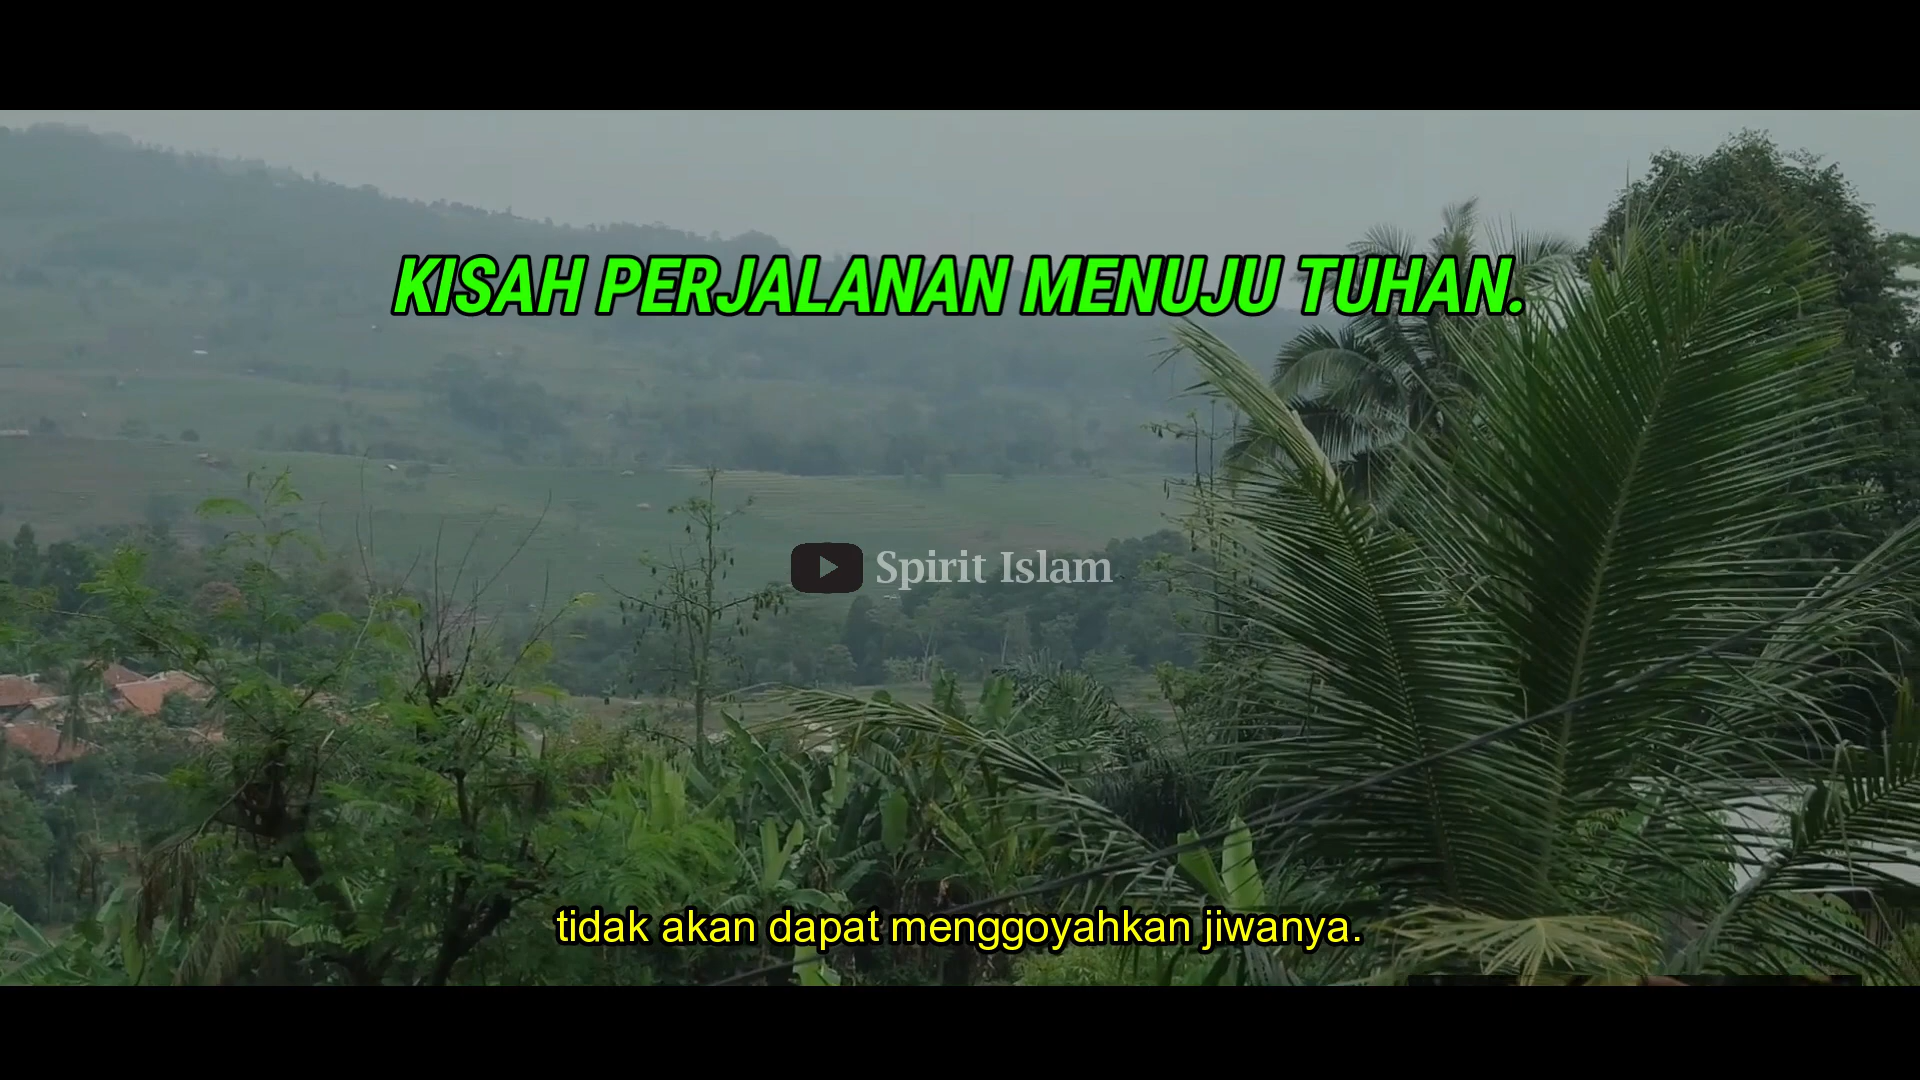 KISAH PERJALANAN MENUJU TUHAN.
Spirit Islam
tidak akan dapat menggoyahkan jiwanya.